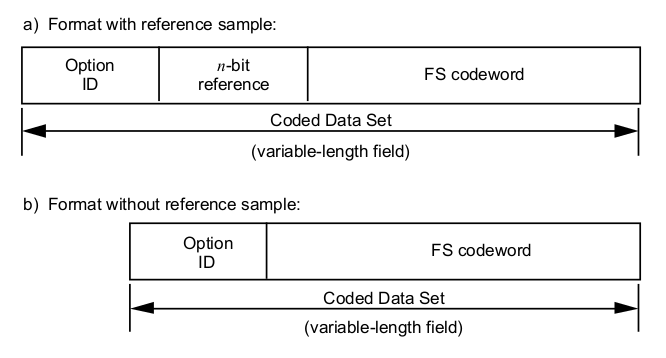 a) Format with reference sample:
Option
ID
n-bit
reference
FS codeword
Coded Data Set
(variable-length field)
b) Format without reference sample:
Option
ID
FS codeword
Coded Data Set
(variable-length field)